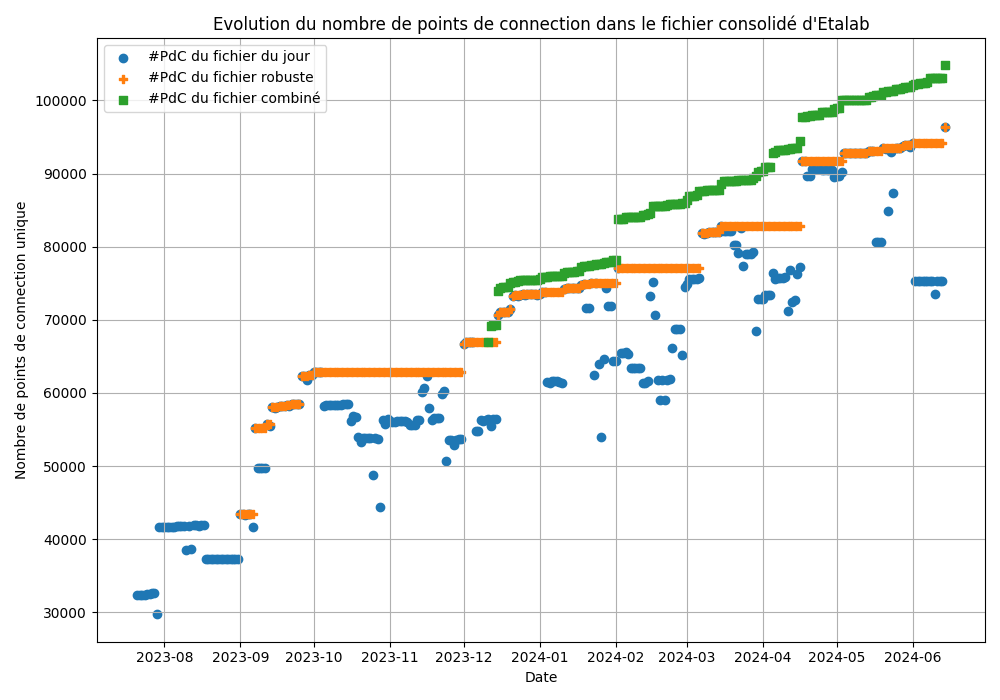 Evolution du nombre de points de connection dans le fichier consolidé d'Etalab
#PdC du fichier du jour
#PdC du fichier robuste
#PdC du fichier combiné
Nombre de points de connection unique
100000
90000
80000
70000
60000
50000
40000
30000
2023-08 2023-09 2023-10 2023-11 2023-12 2024-01 2024-02 2024-03 2024-04 2024-05 2024-06
Date